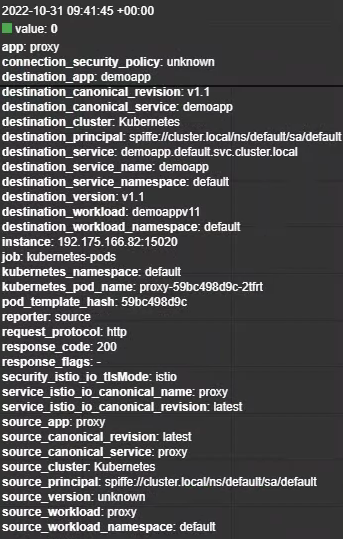 2022-10-31 09:41:45 +00:00
value: 0
app: proxy
connection_security_policy: unknown
destination_app: demoapp
destination_canonical_revision: v1.1
destination_canonical_service: demoapp
destination_cluster: Kubernetes
destination_principal: spiffe://cluster.local/ns/default/sa/default
destination_service: demoapp.default.svc.cluster.local
destination_service_name: demoapp
destination_service_namespace: default
destination_version: v1.1
destination_workload: demoappv11
destination_workload_namespace: default
instance: 192.175.166.82:15020
job: kubernetes-pods
kubernetes_namespace: default
kubernetes_pod_name: proxy-59bc498d9c-2tfrt
pod_template_hash: 59bc498d9c
reporter: source
request_protocol: http
response_code: 200
response_flags: -
security_istio_io_tlsMode: istio
service_istio_io_canonical_name: proxy
service_istio_io_canonical_revision: latest
source_app: proxy
source_canonical_revision: latest
source_canonical_service: proxy
source_cluster: Kubernetes
source_principal: spiffe://cluster.local/ns/default/sa/default
source_version: unknown
source_workload: proxy
source_workload_namespace: default